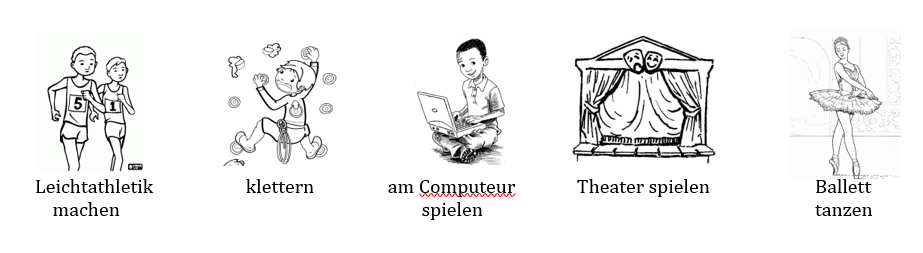 5
1
Leichtathletik
machen
klettern
am Computeur
spielen
Theater spielen
Ballett
tanzen